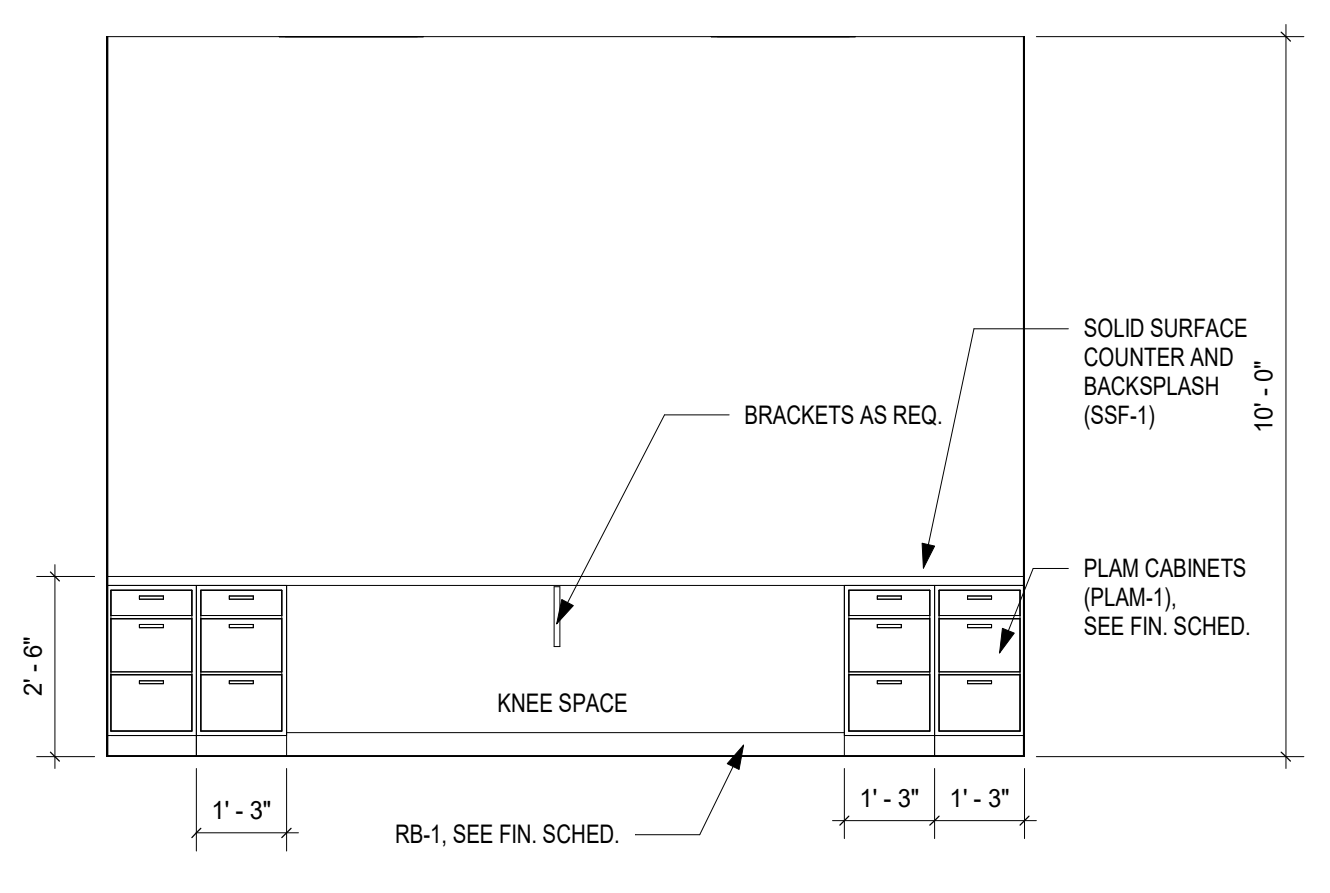 SOLID SURFACE
COUNTER AND
BACKSPLASH
(SSF-1)
10' - 0"
BRACKETS AS REQ.
PLAM CABINETS
(PLAM-1),
SEE FIN. SCHED.
2' - 6"
KNEE SPACE
1' - 3"
1' - 3"
1' - 3"
RB-1, SEE FIN. SCHED.